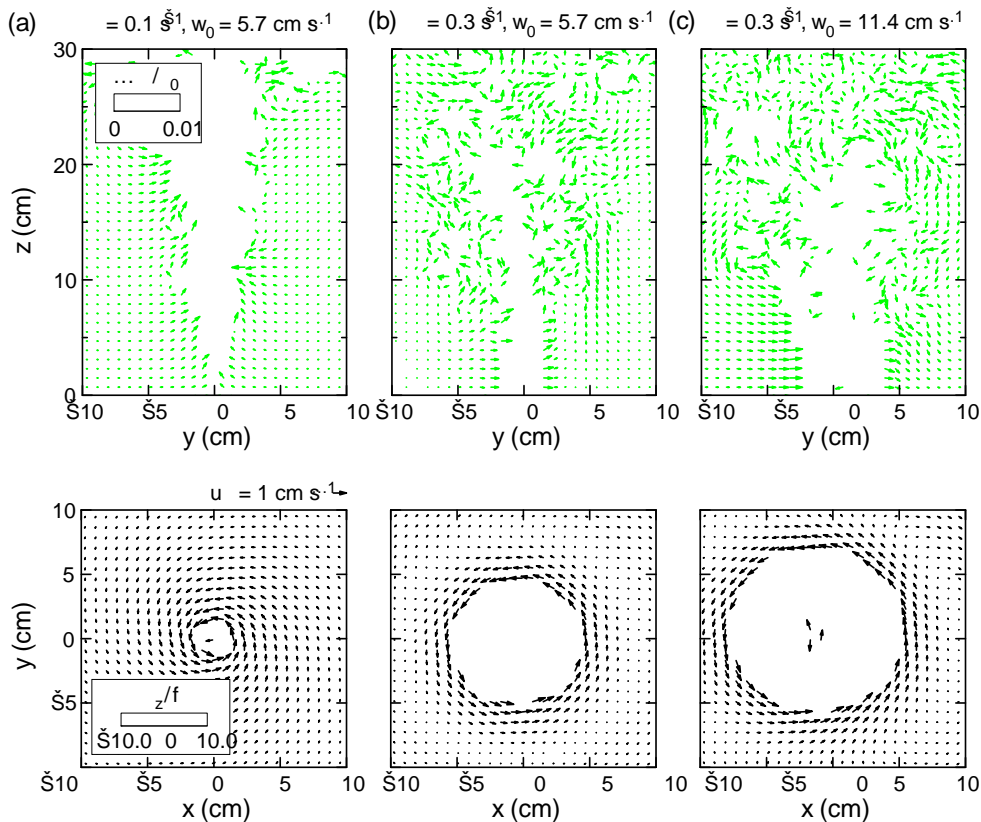 (a) = 0.1 s̆Š1, w0 = 5.7 cm s-1
(b) = 0.3 s̆Š1, w0 = 5.7 cm s-1
(c) = 0.3 s̆Š1, w0 = 11.4 cm s-1
30
20
10
0
z (cm)
... / 0
0 0.01
Š10 Š5 0 5 10
y (cm)
Š10 Š5 0 5 10
y (cm)
Š10 Š5 0 5 10
y (cm)
u = 1 cm s-1
10
5
0
Š5
y (cm)
z/f
Š10.0 0 10.0
Š10 Š5 0 5 10
x (cm)
Š10 Š5 0 5 10
x (cm)
Š10 Š5 0 5 10
x (cm)